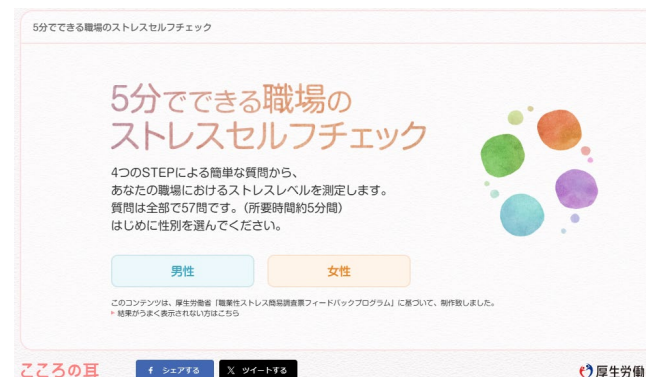 5分でできる職場のストレスセルフチェック
5分でできる職場の
ストレスセルフチェック
4つのSTEPによる簡単な質問から、
あなたの職場におけるストレスレベルを測定します。
質問は全部で57問です。(所要時間約5分間)
はじめに性別を選んでください。
男性
女性
このコンテンツは、厚生労働省「職業性ストレス簡易調査票フィードバックプログラム」に基づいて、制作致しました。
結果がうまく表示されない方はこちら
こころの耳
f シェアする
X ツイートする
厚生労働